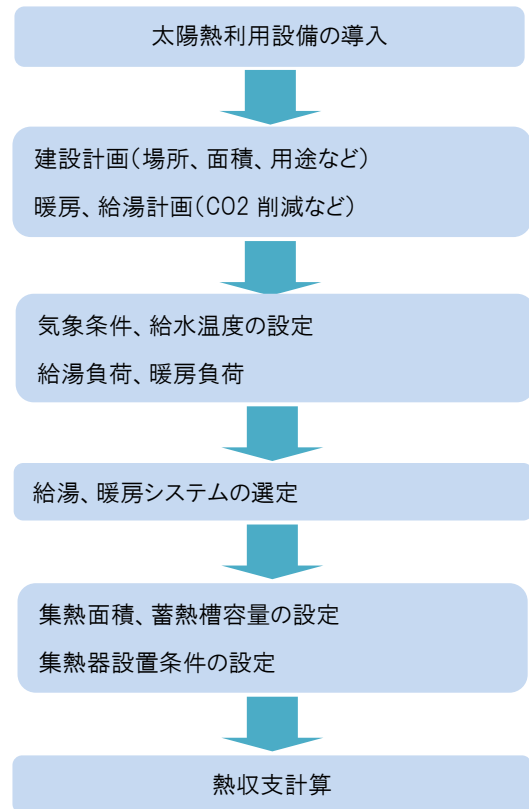 太陽熱利用設備の導入
建設計画(場所、面積、用途など)
暖房、給湯計画(CO2 削減など)
気象条件、給水温度の設定
給湯負荷、暖房負荷
給湯、暖房システムの選定
集熱面積、蓄熱槽容量の設定
集熱器設置条件の設定
熱収支計算